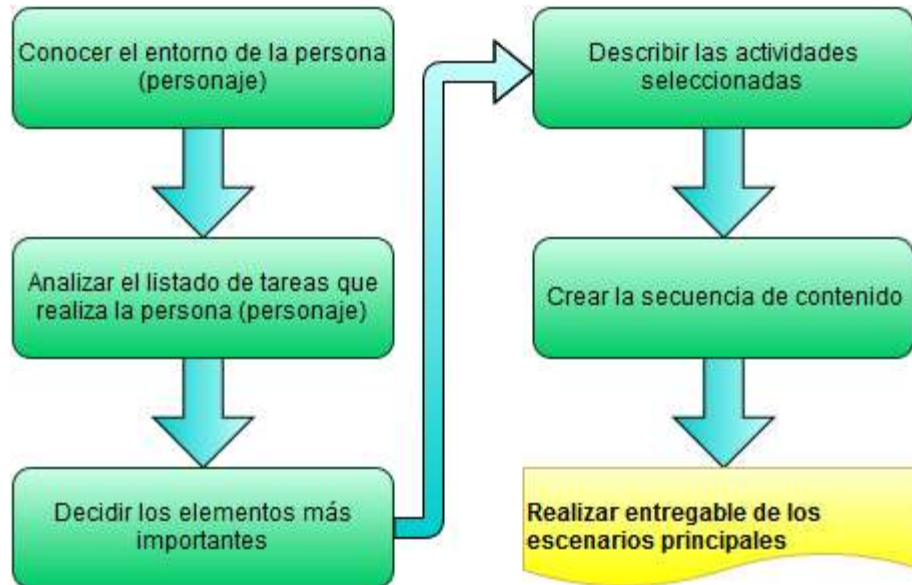 Conocer el entorno de la persona
(personaje)
Analizar el listado de tareas que
realiza la persona (personaje)
Decidir los elementos más
importantes
Describir las actividades
seleccionadas
Crear la secuencia de contenido
Realizar entregable de los
escenarios principales